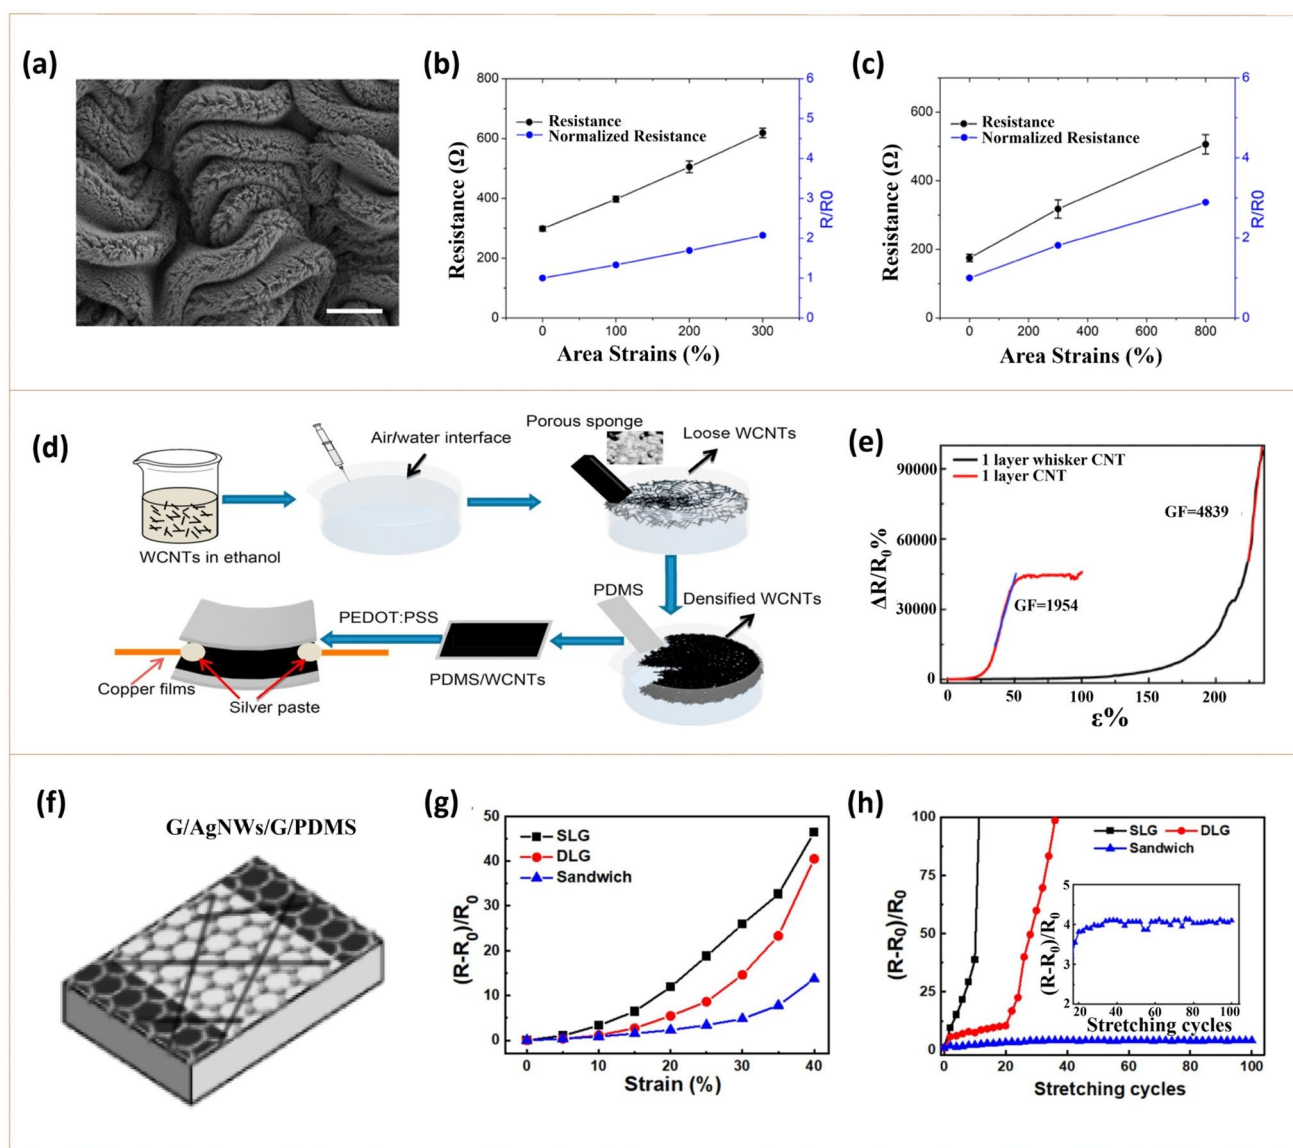 (a)
(b)
800
600
400
200
0
Resistance (Ω)
Resistance
Normalized Resistance
6
5
4
3
2
1
0
R/R0
0 100 200 300
Area Strains (%)
(c)
600
400
200
0
Resistance (Ω)
Resistance
Normalized Resistance
6
4
2
0
R/R0
0 200 400 600 800
Area Strains (%)
(d)
WCNTs in ethanol
Air/water interface
Porous sponge
Loose WCNTs
PDMS
Densified WCNTs
PDMS/WCNTs
PEDOT:PSS
Copper films
Silver paste
(e)
90000
60000
30000
0
ΔR/R₀%
1 layer whisker CNT
1 layer CNT
GF=4839
GF=1954
0 50 100 150 200
ε%
(f)
G/AgNWs/G/PDMS
(g)
50
40
30
20
10
0
(R-R₀)/R₀
SLG
DLG
Sandwich
0 10 20 30 40
Strain (%)
(h)
100
75
50
25
0
(R-R₀)/R₀
SLG DLG
Sandwich
5
4
3
2
(R-R₀)/R₀
20 40 60 80 100
Stretching cycles
0 20 40 60 80 100
Stretching cycles